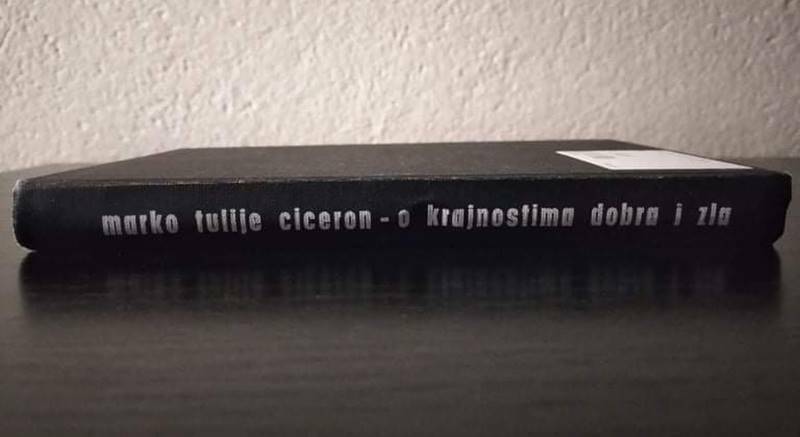 marko tulije ciceron - o krajnostima dobra i zla